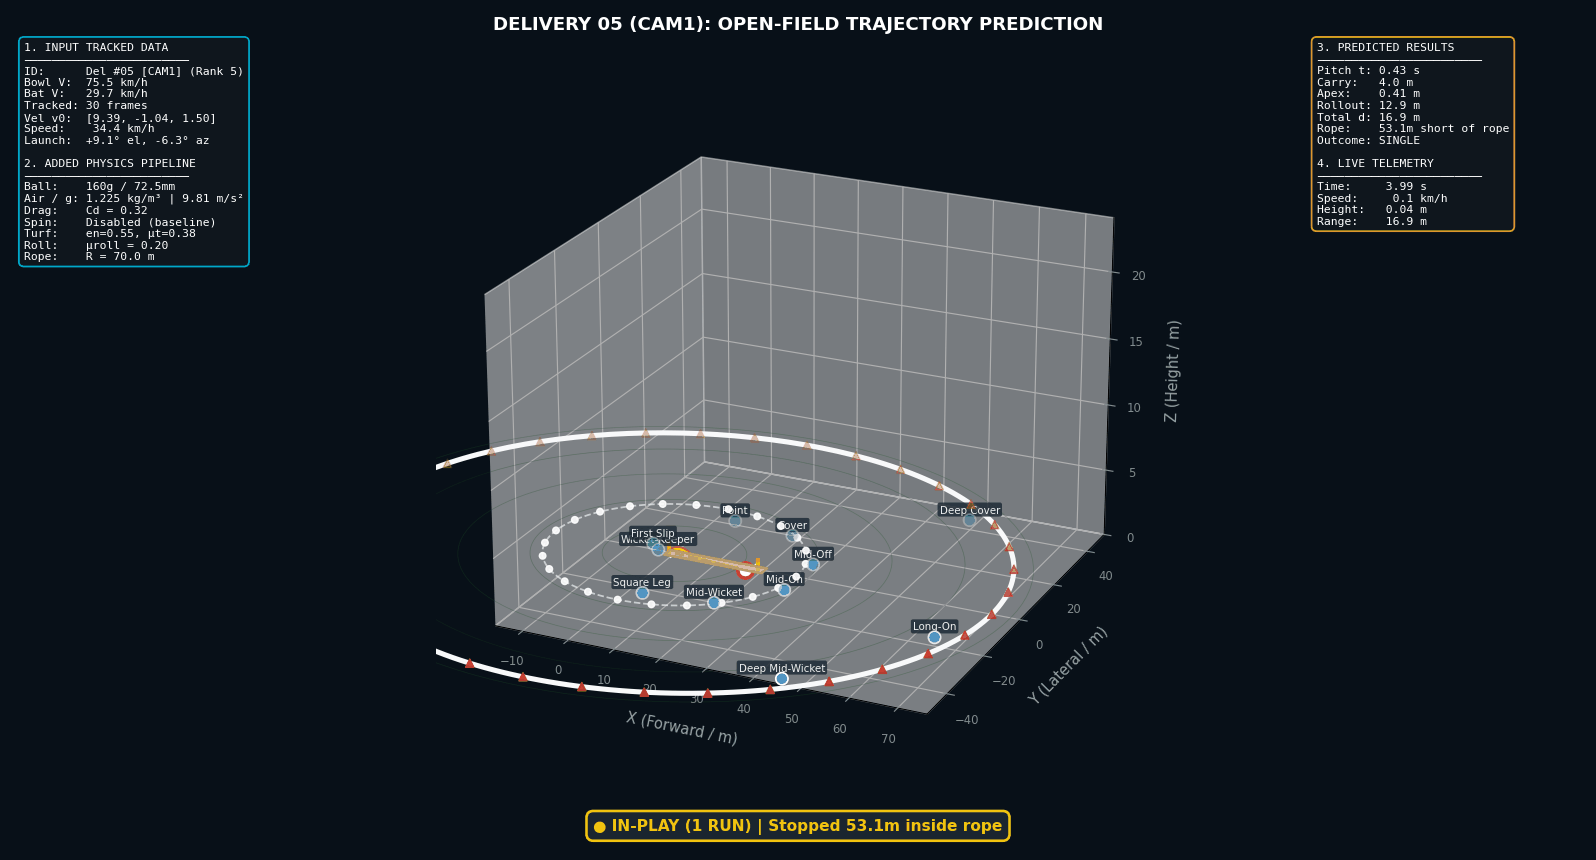 DELIVERY 05 (CAM1): OPEN-FIELD TRAJECTORY PREDICTION
1. INPUT TRACKED DATA
ID: Del #05 [CAM1] (Rank 5)
Bowl V: 75.5 km/h
Bat V: 29.7 km/h
Tracked: 30 frames
Vel v0: [9.39, -1.04, 1.50]
Speed: 34.4 km/h
Launch: +9.1° el, -6.3° az
2. ADDED PHYSICS PIPELINE
Ball: 160g / 72.5mm
Air / g: 1.225 kg/m³ | 9.81 m/s²
Drag: Cd = 0.32
Spin: Disabled (baseline)
Turf: en=0.55, μt=0.38
Roll: μroll = 0.20
Rope: R = 70.0 m
3. PREDICTED RESULTS
Pitch t: 0.43 s
Carry: 4.0 m
Apex: 0.41 m
Rollout: 12.9 m
Total d: 16.9 m
Rope: 53.1m short of rope
Outcome: SINGLE
4. LIVE TELEMETRY
Time: 3.99 s
Speed: 0.1 km/h
Height: 0.04 m
Range: 16.9 m
20
15
10
5
0
Z (Height / m)
Point
Deep Cover
Cover
First Slip
Wicketkeeper
Mid-Off
Mid-On
Square Leg
Mid-Wicket
Long-On
Deep Mid-Wicket
40
20
0
−20
−40
Y (Lateral / m)
−10
0
10
20
30
40
50
60
70
X (Forward / m)
● IN-PLAY (1 RUN) | Stopped 53.1m inside rope